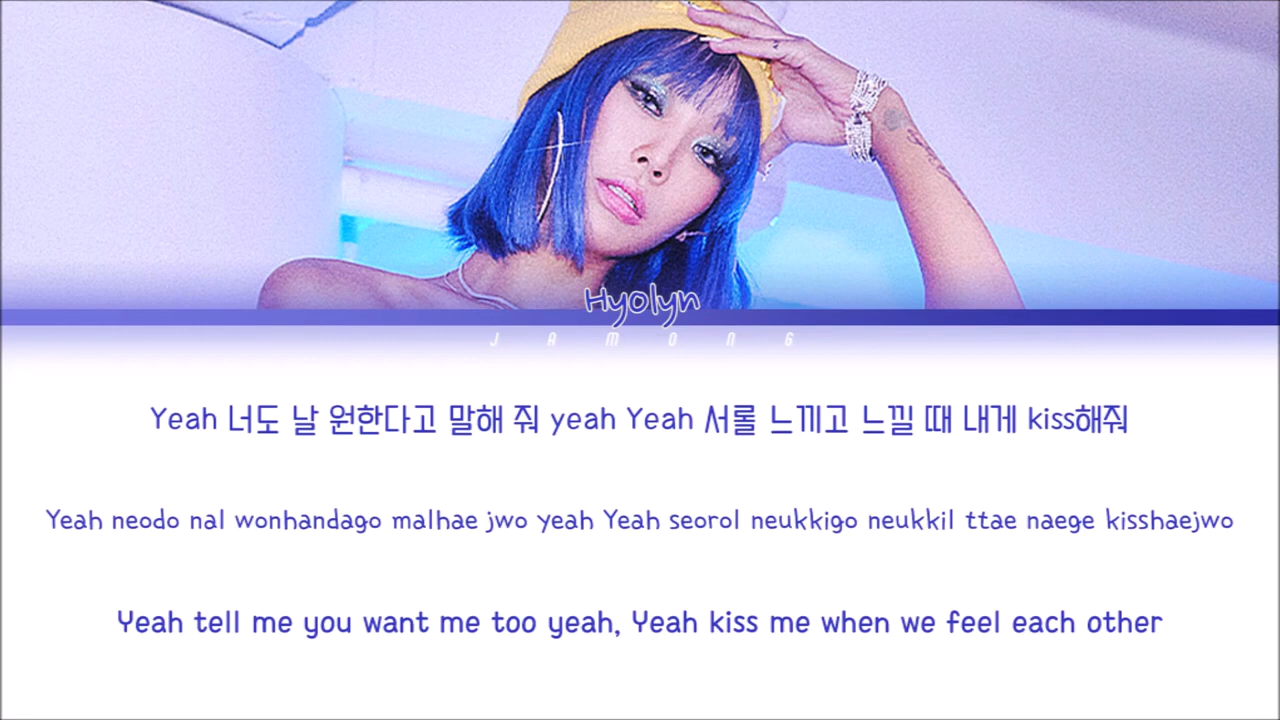 Hyolyn
JAMONG
Yeah 너도 날 원한다고 말해 줘 yeah Yeah 서롤 느끼고 느낄 때 내게 kiss해줘
Yeah neodo nal wonhandago malhae jwo yeah Yeah seorol neukkigo neukkil ttae naege kisshaejwo
Yeah tell me you want me too yeah, Yeah kiss me when we feel each other